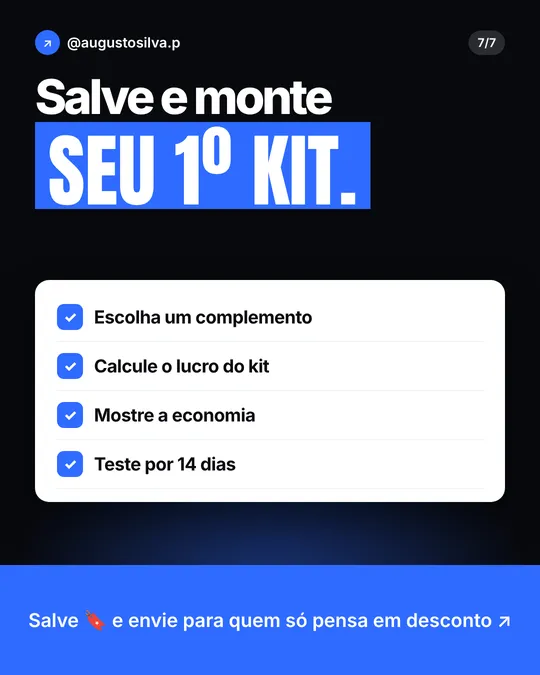 @augustosilva.p
7/7
Salve e monte
SEU 1º KIT.
Escolha um complemento
Calcule o lucro do kit
Mostre a economia
Teste por 14 dias
Salve 🔖 e envie para quem só pensa em desconto ↗